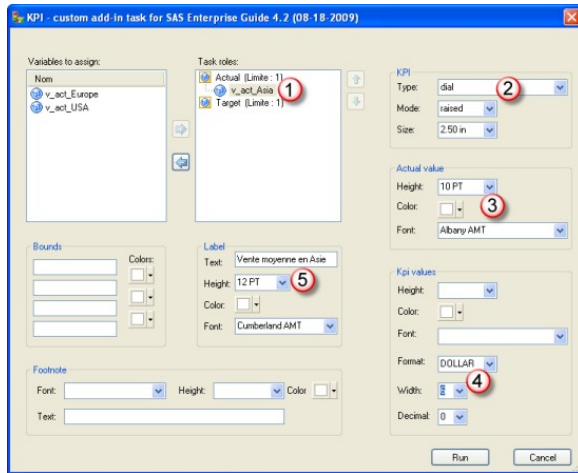 KPI - custom add-in task for SAS Enterprise Guide 4.2 (08-18-2009)
Variables to assign:
Nom
v_act_Europe
v_act_USA
Task roles:
Actual (Limite : 1)
v_act_Asia
Target (Limite : 1)
1
KPI
Type: dial
2
Mode: raised
Size: 2.50 in
Actual value
Height: 10 PT
Color:
3
Font: Albany AMT
Bounds
Colors:
Label
Text: Vente moyenne en Asie
Height: 12 PT
5
Color:
Font: Cumberland AMT
Kpi values
Height:
Color:
Font:
Format: DOLLAR
Width:
4
Decimal: 0
Footnote
Font: Height: Color
Text:
Run Cancel